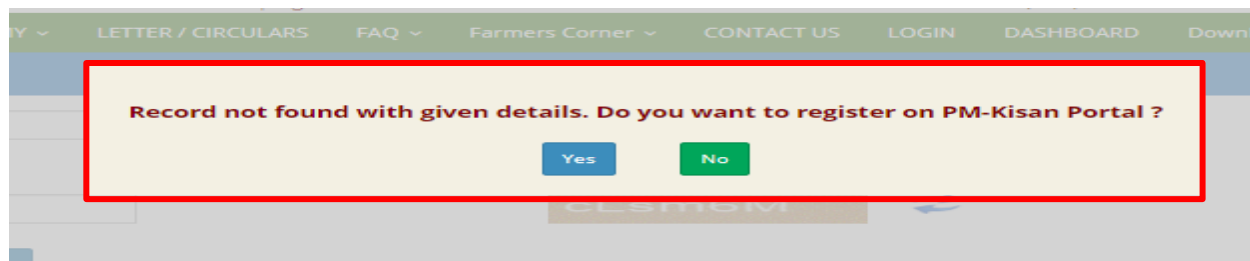 LETTER / CIRCULARS FAQ Farmers Corner CONTACT US LOGIN DASHBOARD
Record not found with given details. Do you want to register on PM-Kisan Portal ?
Yes No